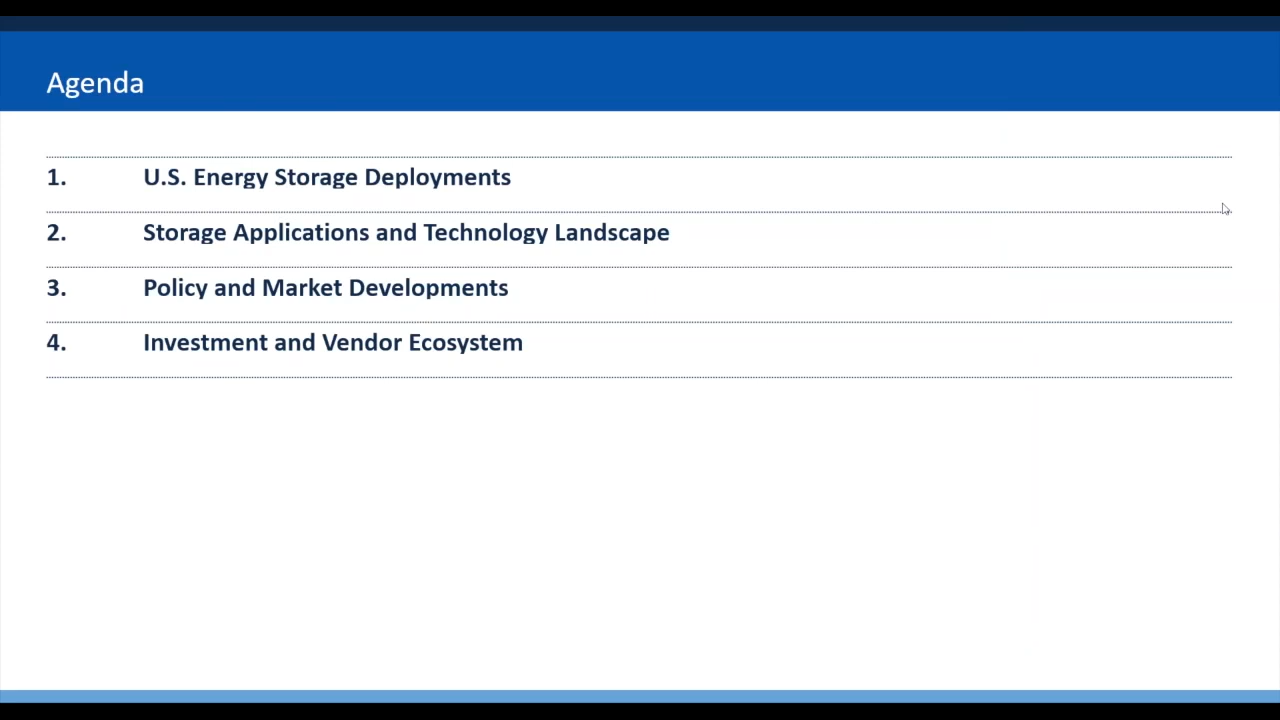 Agenda
1. U.S. Energy Storage Deployments
2. Storage Applications and Technology Landscape
3. Policy and Market Developments
4. Investment and Vendor Ecosystem